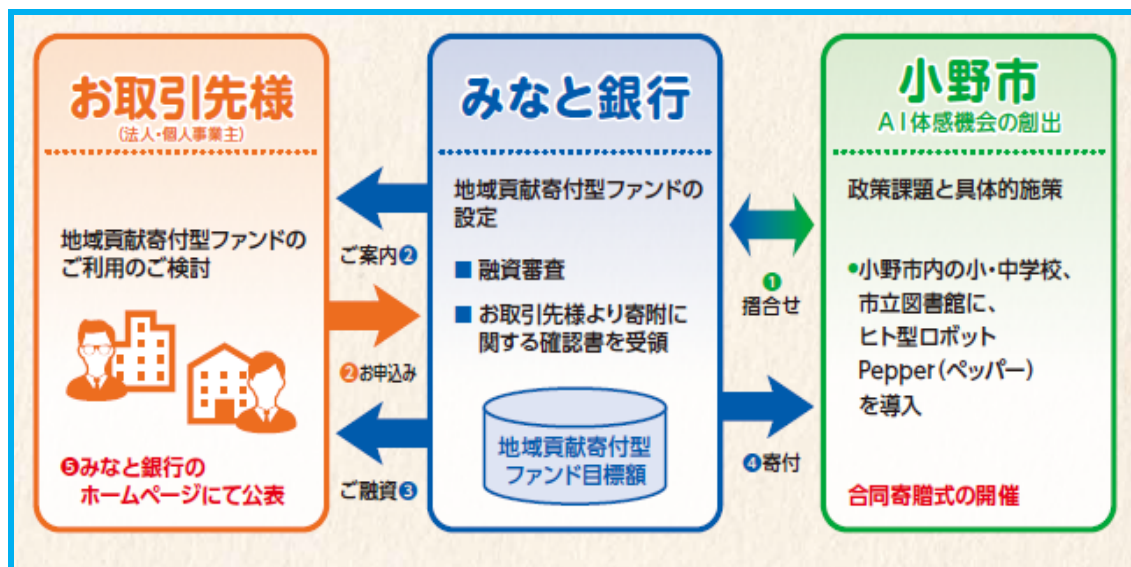 お取引先様
(法人・個人事業主)
地域貢献寄付型ファンドの
ご利用のご検討
❺みなと銀行の
ホームページにて公表
ご案内❷
❷お申込み
ご融資❸
みなと銀行
地域貢献寄付型ファンドの
設定
■ 融資審査
■ お取引先様より寄附に
関する確認書を受領
地域貢献寄付型
ファンド目標額
❶
摺合せ
❹寄付
小野市
AI体感機会の創出
政策課題と具体的施策
•小野市内の小・中学校、
市立図書館に、
ヒト型ロボット
Pepper(ペッパー)
を導入
合同寄贈式の開催